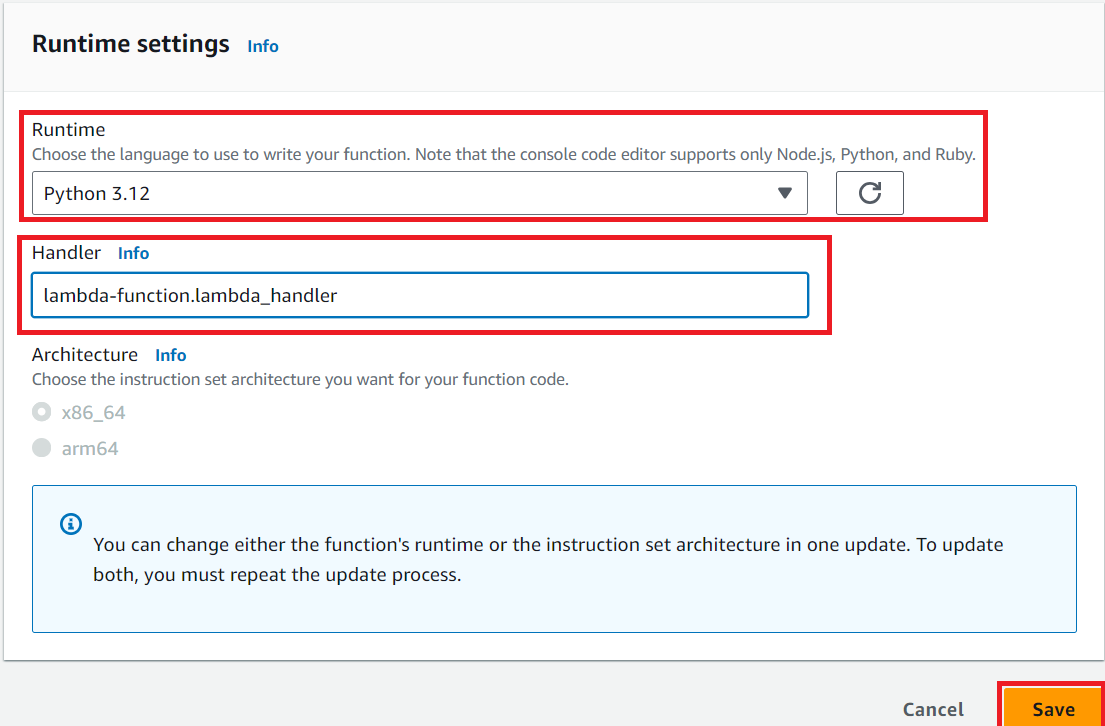 Runtime settings Info
Runtime
Choose the language to use to write your function. Note that the console code editor supports only Node.js, Python, and Ruby.
Python 3.12
Handler Info
lambda-function.lambda_handler
Architecture Info
Choose the instruction set architecture you want for your function code.
x86_64
arm64
You can change either the function's runtime or the instruction set architecture in one update. To update
both, you must repeat the update process.
Cancel Save